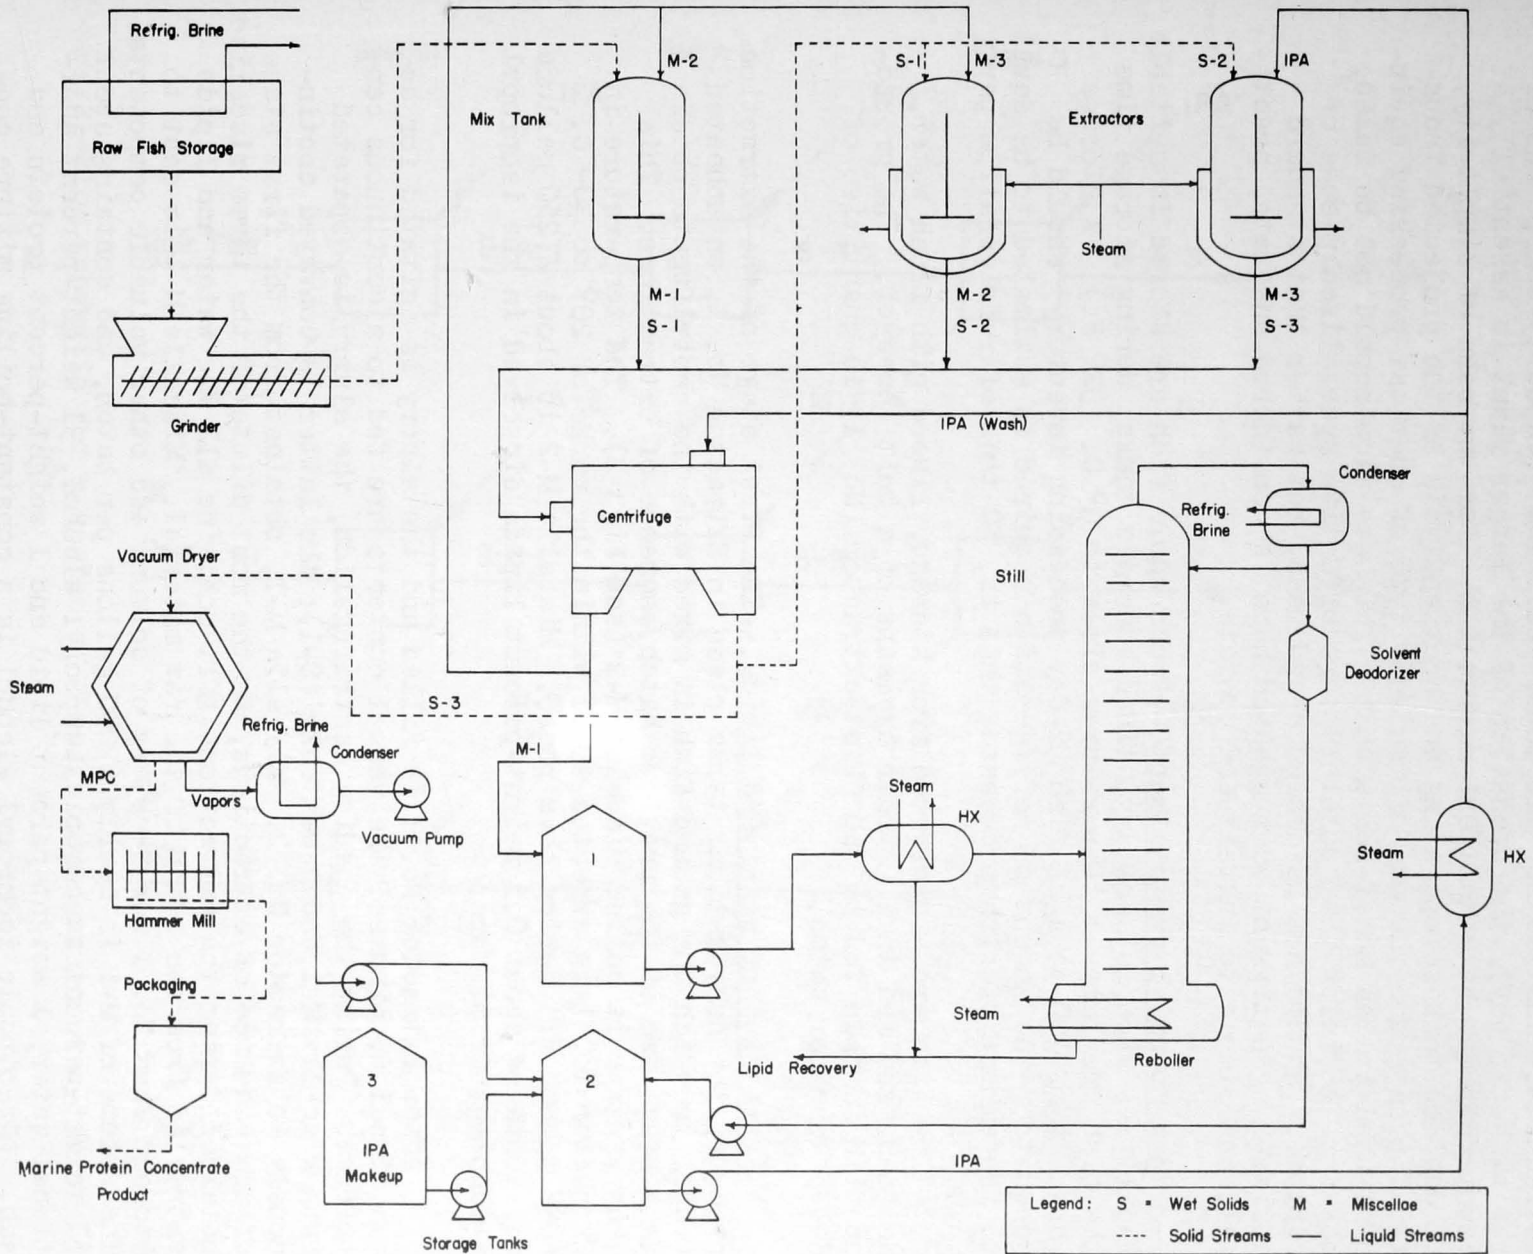 Refrig. Brine
Raw Fish Storage
Grinder
Mix Tank
M-2
S-1
M-3
S-2
IPA
Extractors
Steam
M-1
S-1
M-2
S-2
M-3
S-3
IPA (Wash)
Centrifuge
Condenser
Refrig.
Brine
Still
Solvent
Deodorizer
Vacuum Dryer
Steam
S-3
MPC
Vapors
Refrig. Brine
Condenser
Vacuum Pump
M-1
Hammer Mill
Packaging
Marine Protein Concentrate
Product
1
Steam
HX
Steam
HX
Steam
Reboiler
Lipid Recovery
3
IPA
Makeup
2
IPA
Storage Tanks
Legend: S = Wet Solids M = Miscellae
---- Solid Streams — Liquid Streams